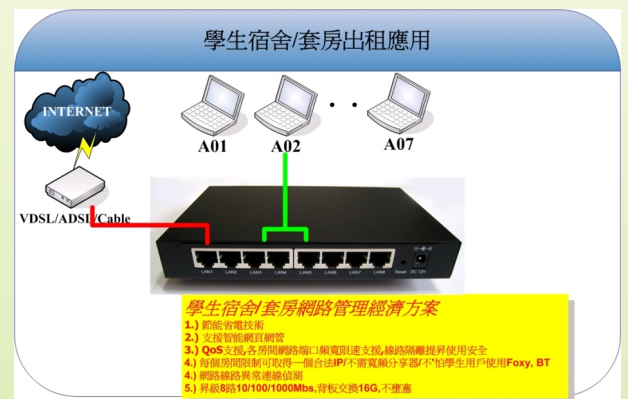 學生宿舍/套房出租應用
INTERNET
A01 A02 A07
VDSL/ADSL/Cable
LAN1 LAN2 LAN3 LAN4 LAN5 LAN6 LAN7 LAN8 Reset DC 12V
學生宿舍/套房網路管理經濟方案
1.) 節能省電技術
2.) 支援智能網頁網管
3.) QoS支援,各房間網路端口頻寬限速支援,線路隔離提昇使用安全
4.) 每個房間限制可取得一個合法IP/不需寬頻分享器/不怕學生用戶使用Foxy, BT
4.) 網路線路異常連線偵測
5.) 昇級8路10/100/1000Mbs,背板交換16G,不壅塞